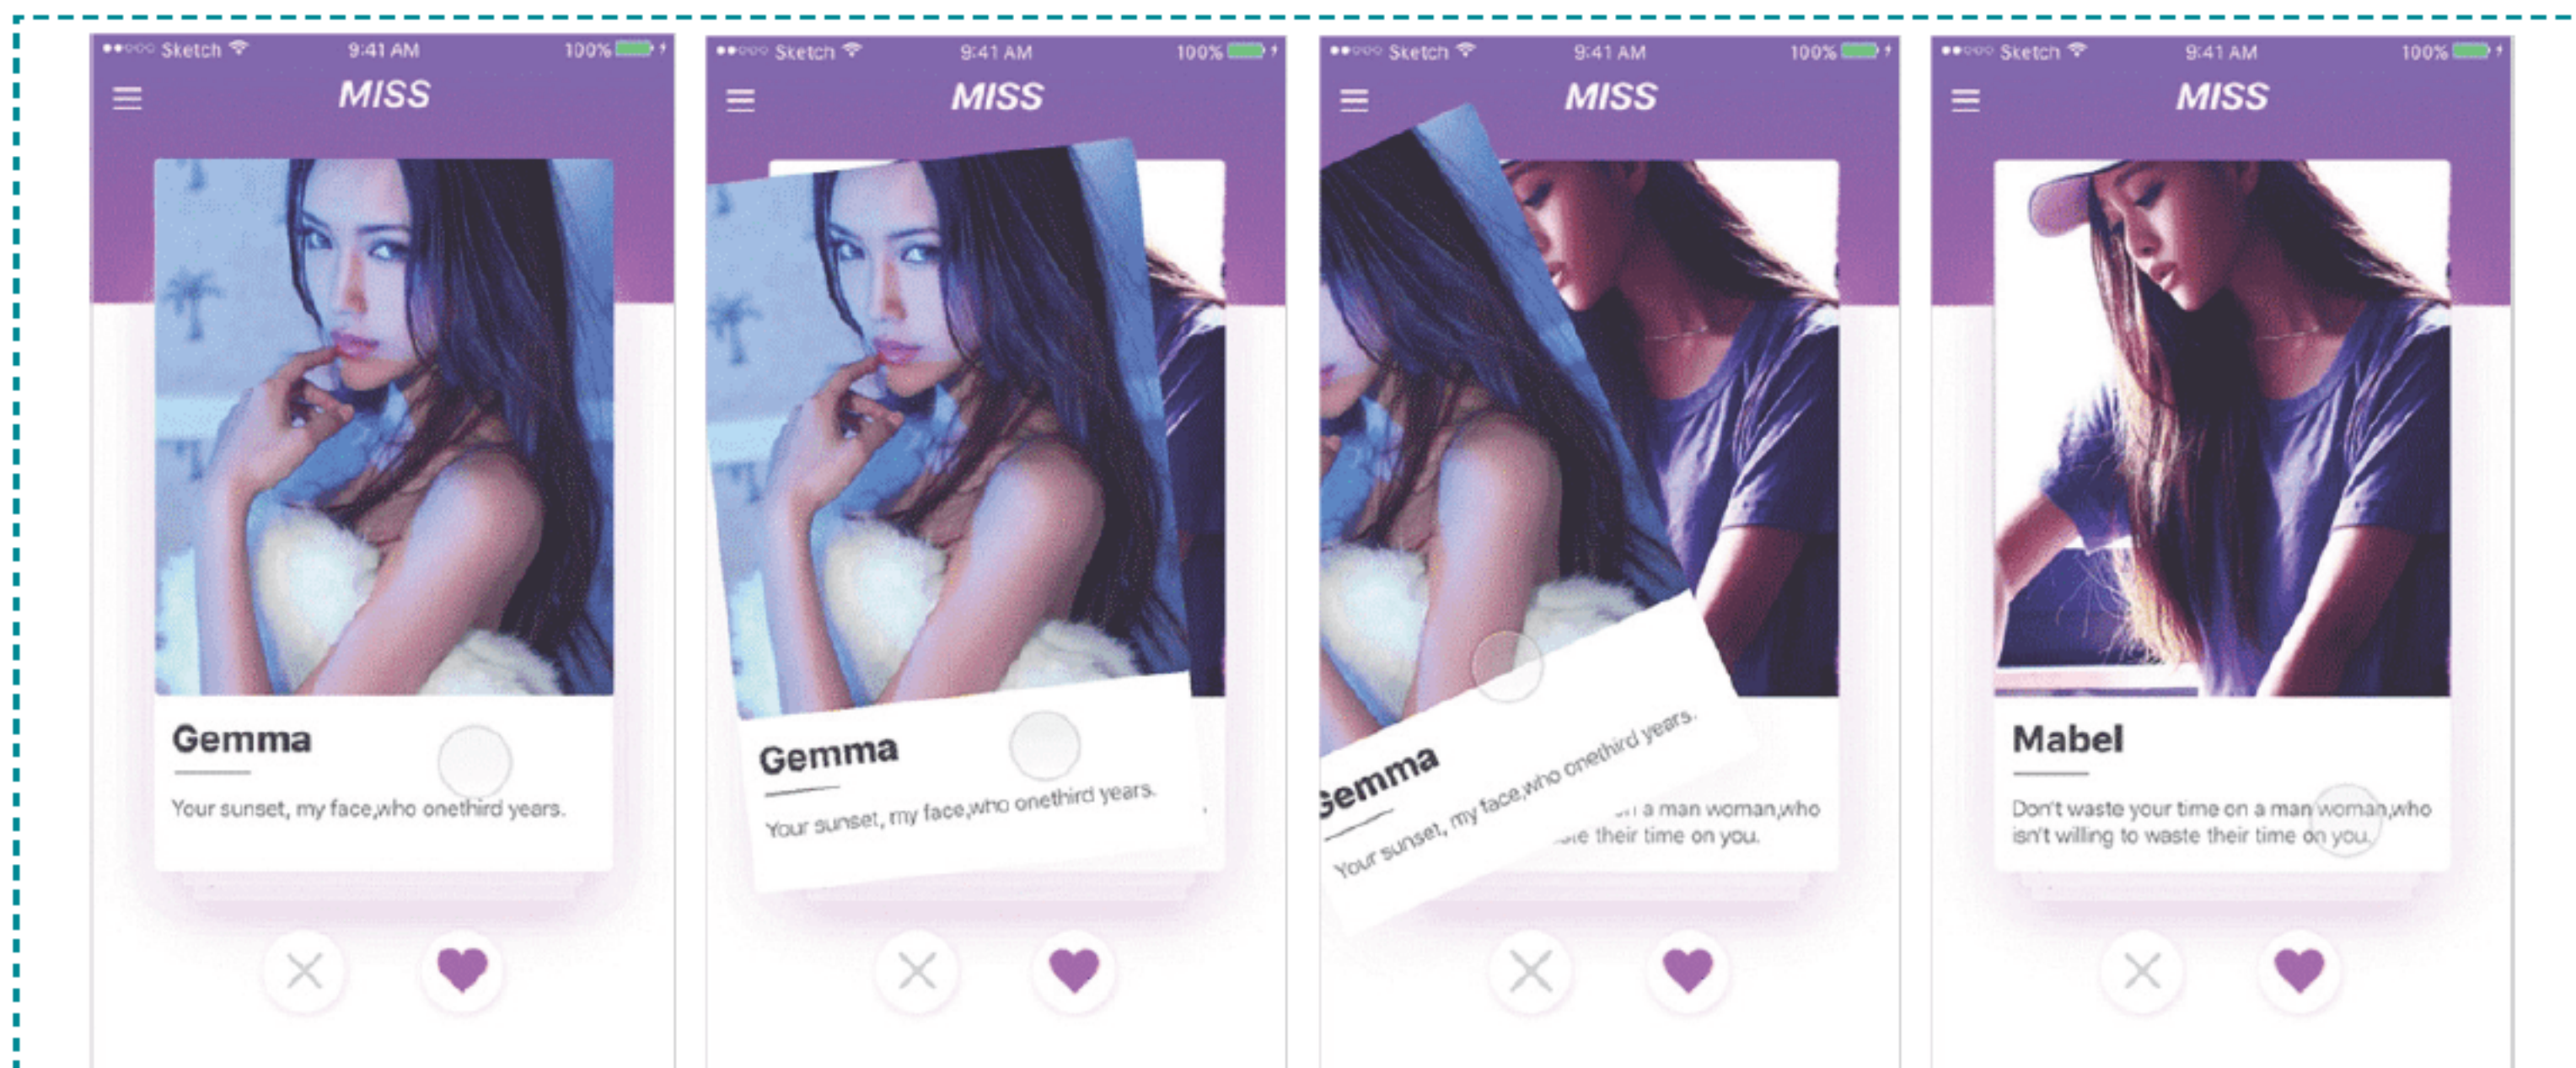 Sketch 9:41 AM 100%
MISS
Gemma
Your sunset, my face,who onethird years.
Sketch 9:41 AM 100%
MISS
Gemma
Your sunset, my face,who onethird years.
Sketch 9:41 AM 100%
MISS
Gemma
Your sunset, my face,who onethird years.
a man woman,who
their time on you.
Sketch 9:41 AM 100%
MISS
Mabel
Don't waste your time on a man woman,who
isn't willing to waste their time on you.